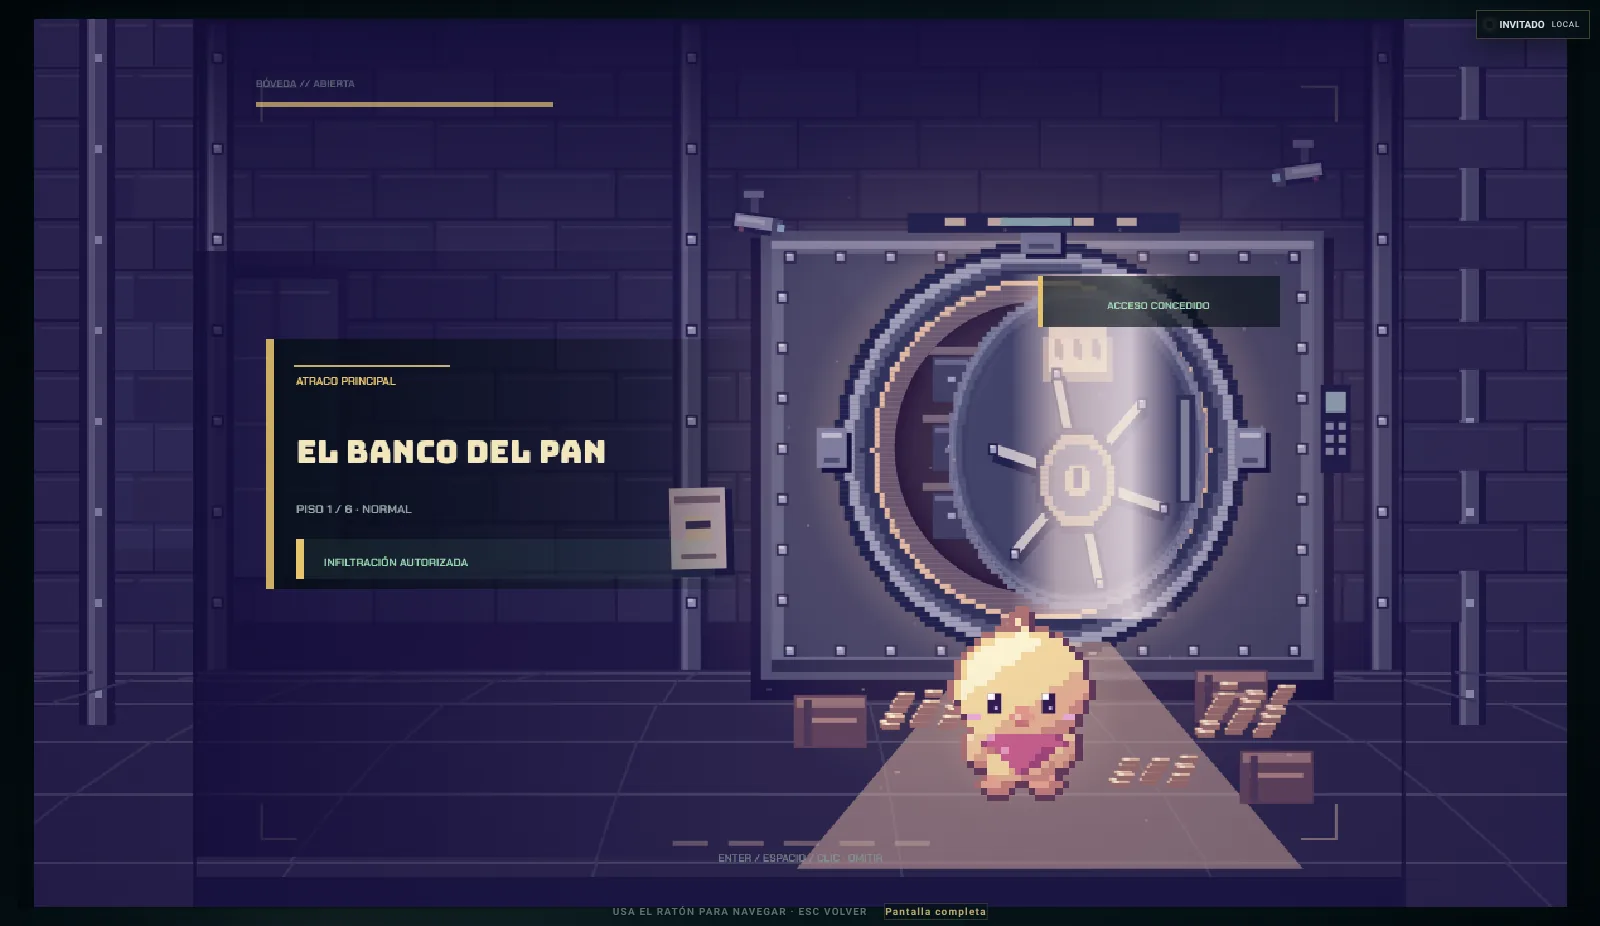 INVITADO LOCAL
BÓVEDA // ABIERTA
ACCESO CONCEDIDO
ATRACO PRINCIPAL
EL BANCO DEL PAN
PISO 1 / 6 · NORMAL
INFILTRACIÓN AUTORIZADA
ENTER / ESPACIO / CLIC · OMITIR
USA EL RATÓN PARA NAVEGAR · ESC VOLVER
Pantalla completa